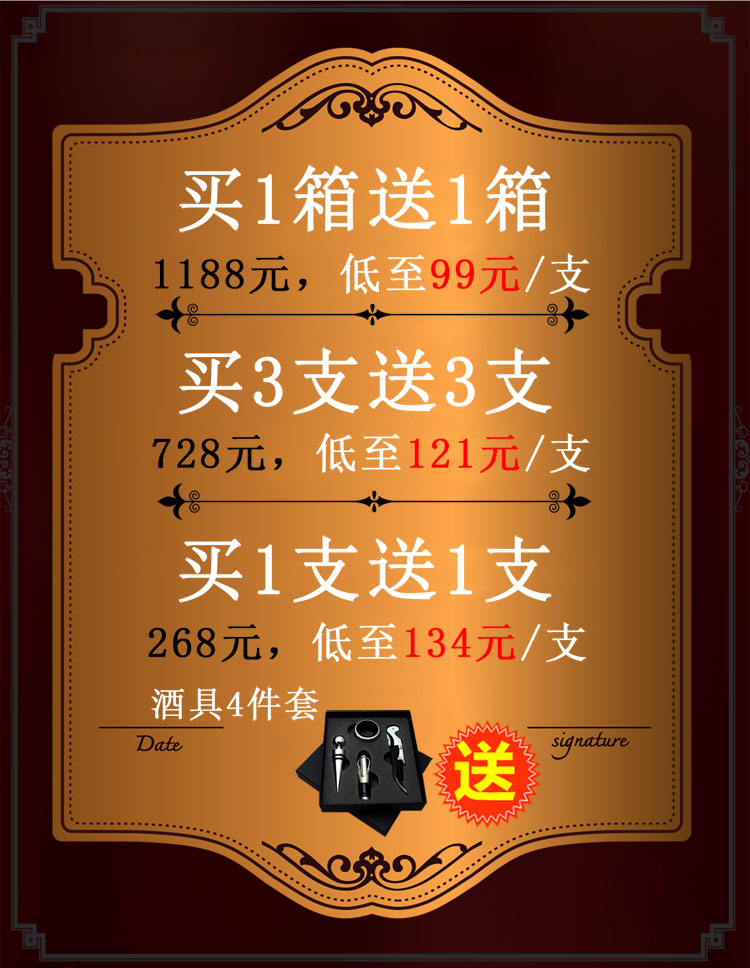 买1箱送1箱
1188元，低至99元/支
买3支送3支
728元，低至121元/支
买1支送1支
268元，低至134元/支
酒具4件套
Date
送
signature